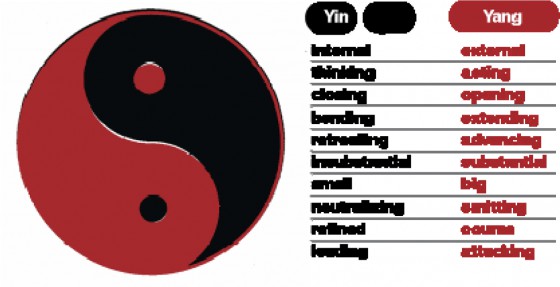 Yin Yang
internal external
thinking acting
closing opening
bending extending
retreating advancing
insubstantial substantial
small big
neutralizing emitting
refined course
leading attacking